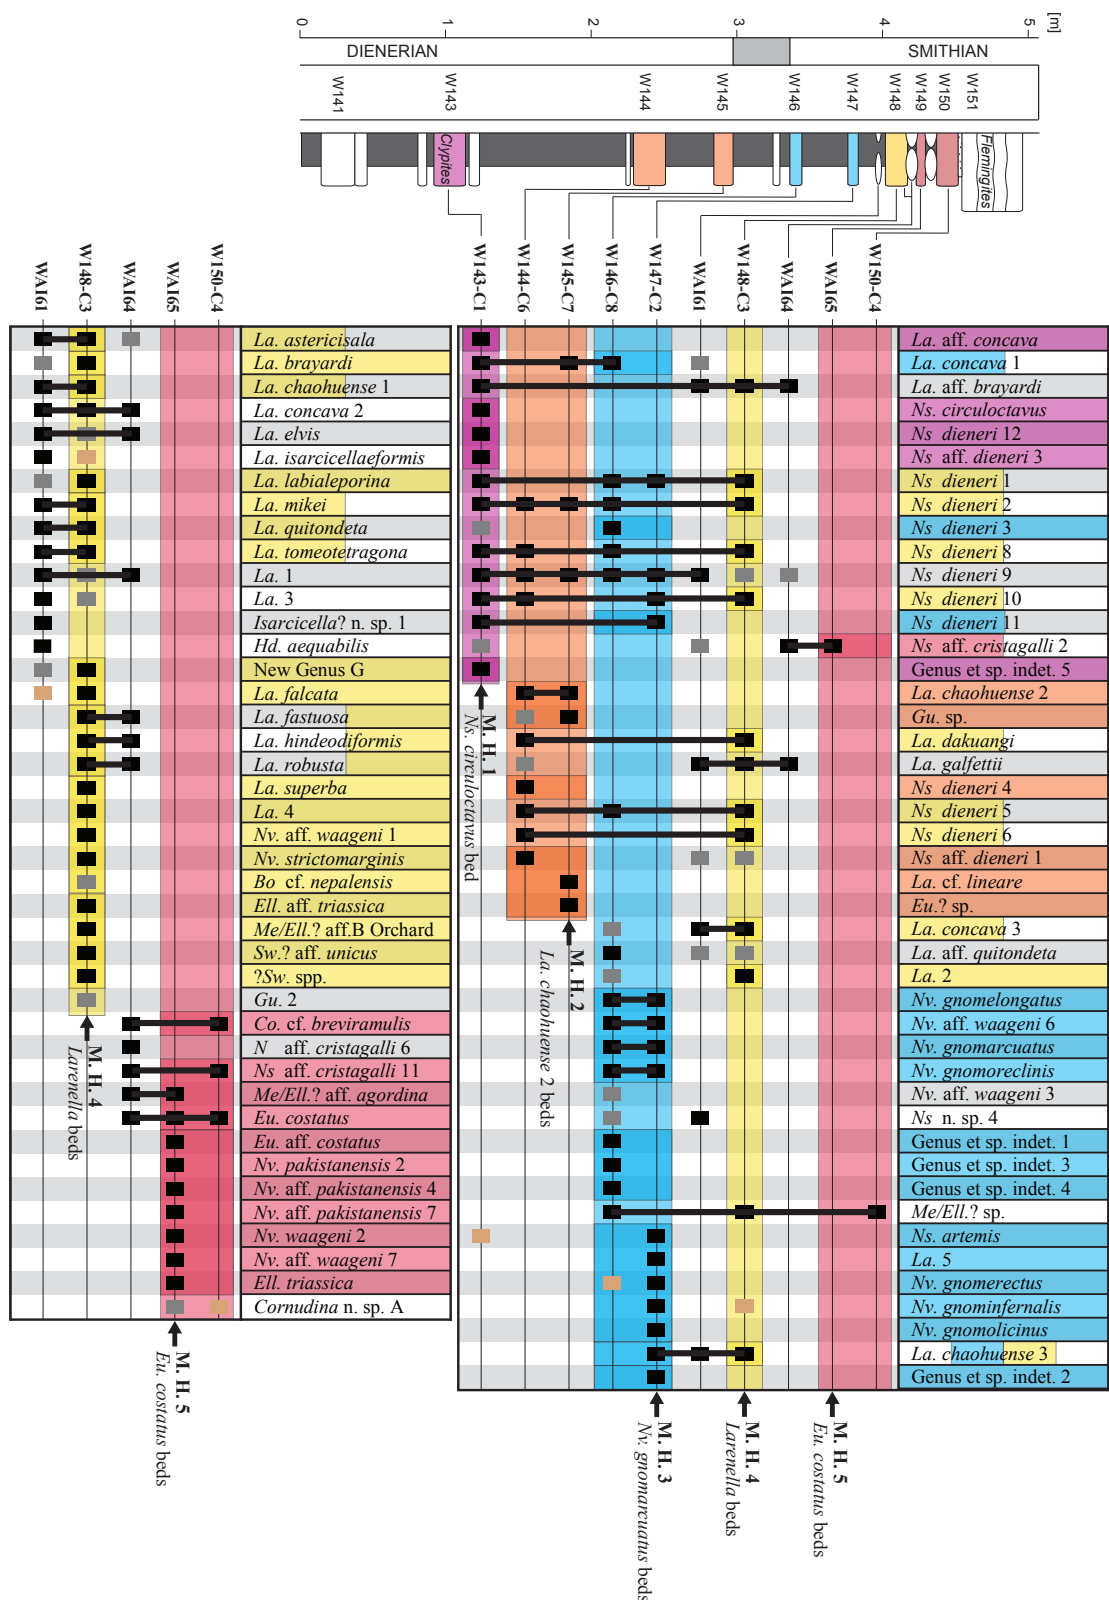 [m]
0
1
2
3
4
5
DIENERIAN
SMITHIAN
W141
W143
W144
W145
W146
W147
W148
W149
W150
W151
Clypites
Flemingites
WAI61
W148-C3
WAI64
WAI65
W150-C4
W143-C1
W144-C6
W145-C7
W146-C8
W147-C2
WAI61
W148-C3
WAI64
WAI65
W150-C4
La. astericisala
La. brayardi
La. chaohuense 1
La. concava 2
La. elvis
La. isarcicellaeformis
La. labialeporina
La. mikei
La. quitondeta
La. tomeotetragona
La. 1
La. 3
Isarcicella? n. sp. 1
Hd. aequabilis
New Genus G
La. falcata
La. fastuosa
La. hindeodiformis
La. robusta
La. superba
La. 4
Nv. aff. waageni 1
Nv. strictomarginis
Bo cf. nepalensis
Ell. aff. triassica
Me/Ell.? aff.B Orchard
Sw.? aff. unicus
?Sw. spp.
Gu. 2
Co. cf. breviramulis
N aff. cristagalli 6
Ns aff. cristagalli 11
Me/Ell.? aff. agordina
Eu. costatus
Eu. aff. costatus
Nv. pakistanensis 2
Nv. aff. pakistanensis 4
Nv. aff. pakistanensis 7
Nv. waageni 2
Nv. aff. waageni 7
Ell. triassica
Cornudina n. sp. A
M. H. 4
Larenella beds
M. H. 5
Eu. costatus beds
La. aff. concava
La. concava 1
La. aff. brayardi
Ns. circuloctavus
Ns dieneri 12
Ns aff. dieneri 3
Ns dieneri 1
Ns dieneri 2
Ns dieneri 3
Ns dieneri 8
Ns dieneri 9
Ns dieneri 10
Ns dieneri 11
Ns aff. cristagalli 2
Genus et sp. indet. 5
La. chaohuense 2
Gu. sp.
La. dakuangi
La. galfettii
Ns dieneri 4
Ns dieneri 5
Ns dieneri 6
Ns aff. dieneri 1
La. cf. lineare
Eu.? sp.
La. concava 3
La. aff. quitondeta
La. 2
Nv. gnomelongatus
Nv. aff. waageni 6
Nv. gnomarcuatus
Nv. gnomoreclinis
Nv. aff. waageni 3
Ns n. sp. 4
Genus et sp. indet. 1
Genus et sp. indet. 3
Genus et sp. indet. 4
Me/Ell.? sp.
Ns. artemis
La. 5
Nv. gnomerectus
Nv. gnominfernalis
Nv. gnomolicinus
La. chaohuense 3
Genus et sp. indet. 2
M. H. 1
Ns. circuloctavus bed
M. H. 2
La. chaohuense 2 beds
M. H. 3
Nv. gnomarcuatus beds
M. H. 4
Larenella beds
M. H. 5
Eu. costatus beds